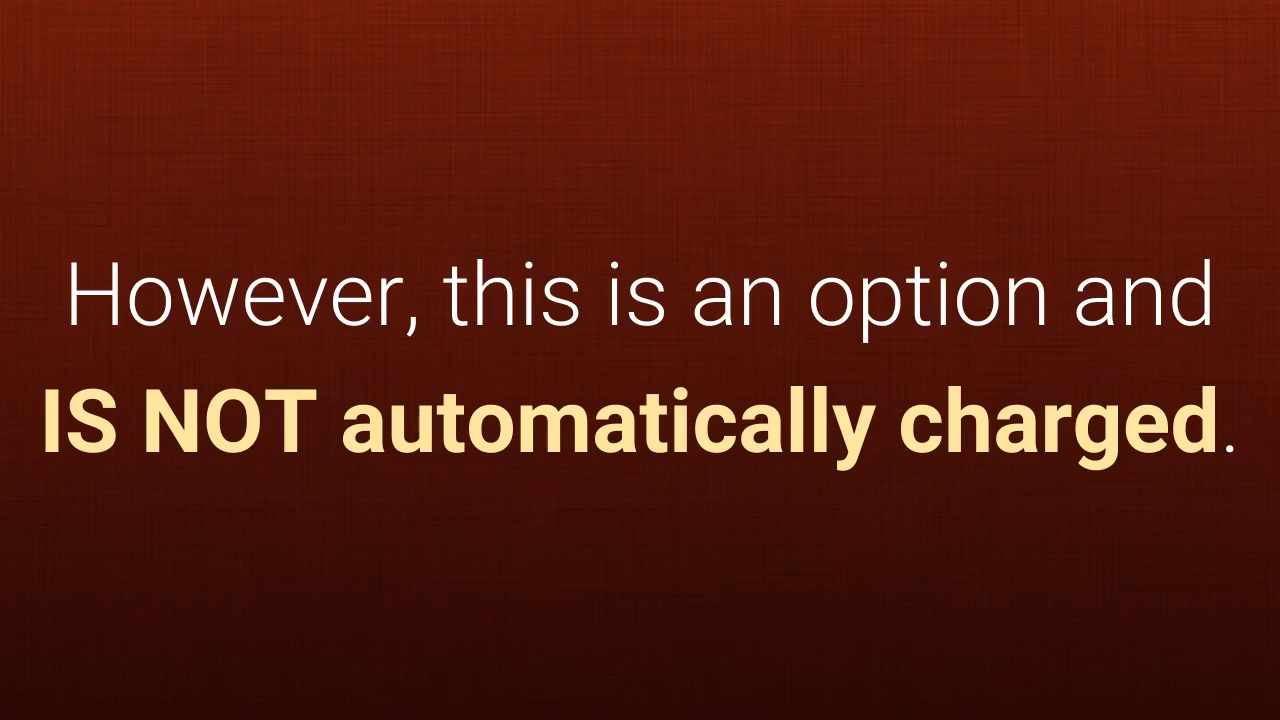 However, this is an option and
IS NOT automatically charged.